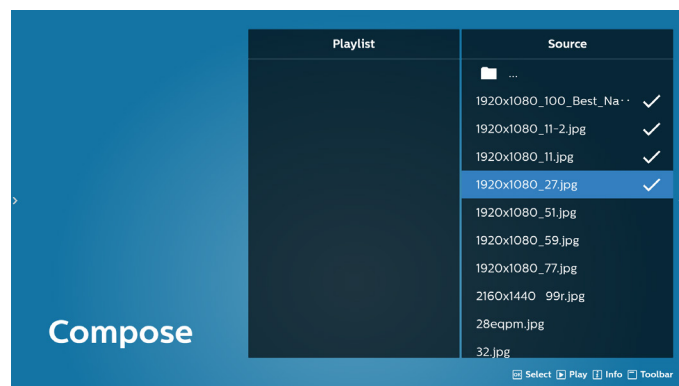 Playlist
Source
...
1920x1080_100_Best_Na··
1920x1080_11-2.jpg
1920x1080_11.jpg
1920x1080_27.jpg
1920x1080_51.jpg
1920x1080_59.jpg
1920x1080_77.jpg
2160x1440 99r.jpg
28eqpm.jpg
32.jpg
Compose
OK Select Play i Info Toolbar